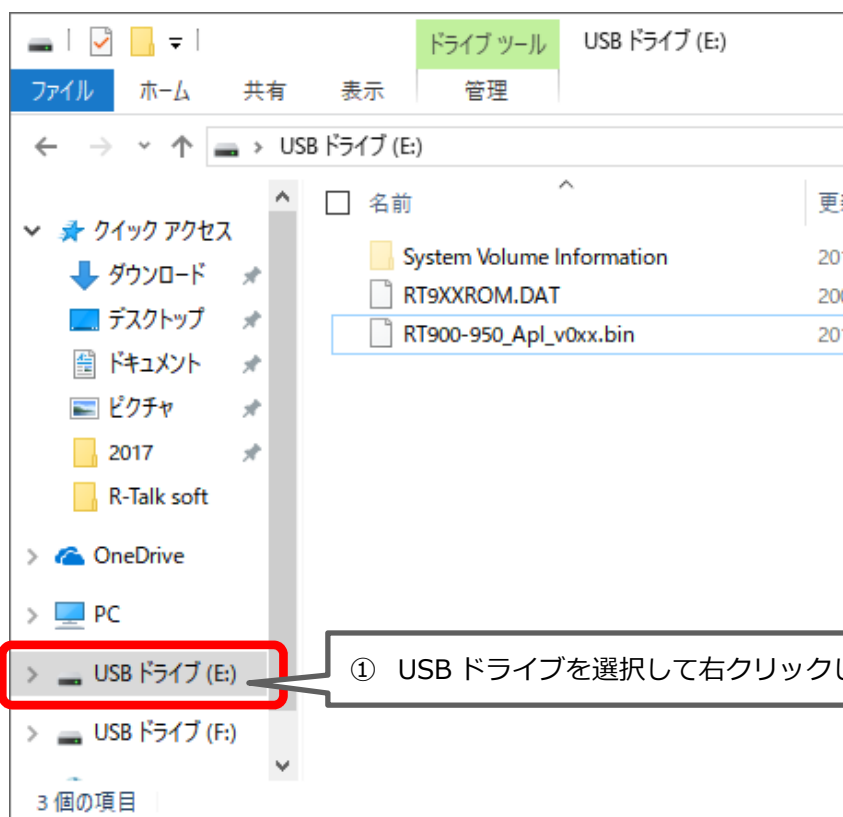 ドライブ ツール
USB ドライブ (E:)
ファイル
ホーム
共有
表示
管理
USB ドライブ (E:)
名前
クイック アクセス
ダウンロード
デスクトップ
ドキュメント
ピクチャ
2017
R-Talk soft
OneDrive
PC
USB ドライブ (E:)
USB ドライブ (F:)
System Volume Information
RT9XXROM.DAT
RT900-950_Apl_v0xx.bin
① USB ドライブを選択して右クリックし
3 個の項目